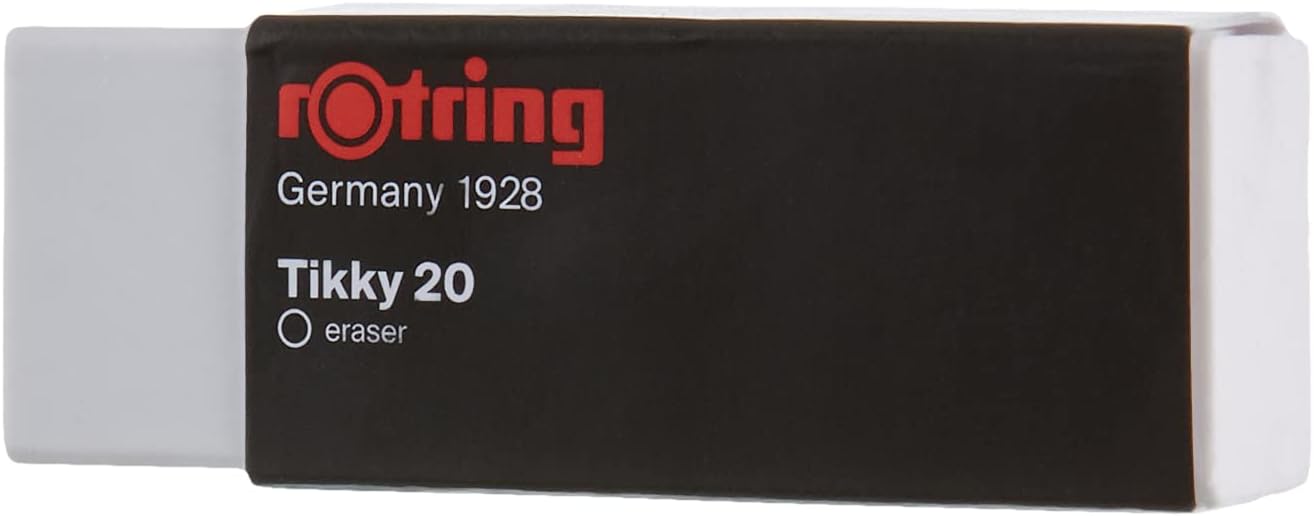 rotring
Germany 1928
Tikky 20
eraser